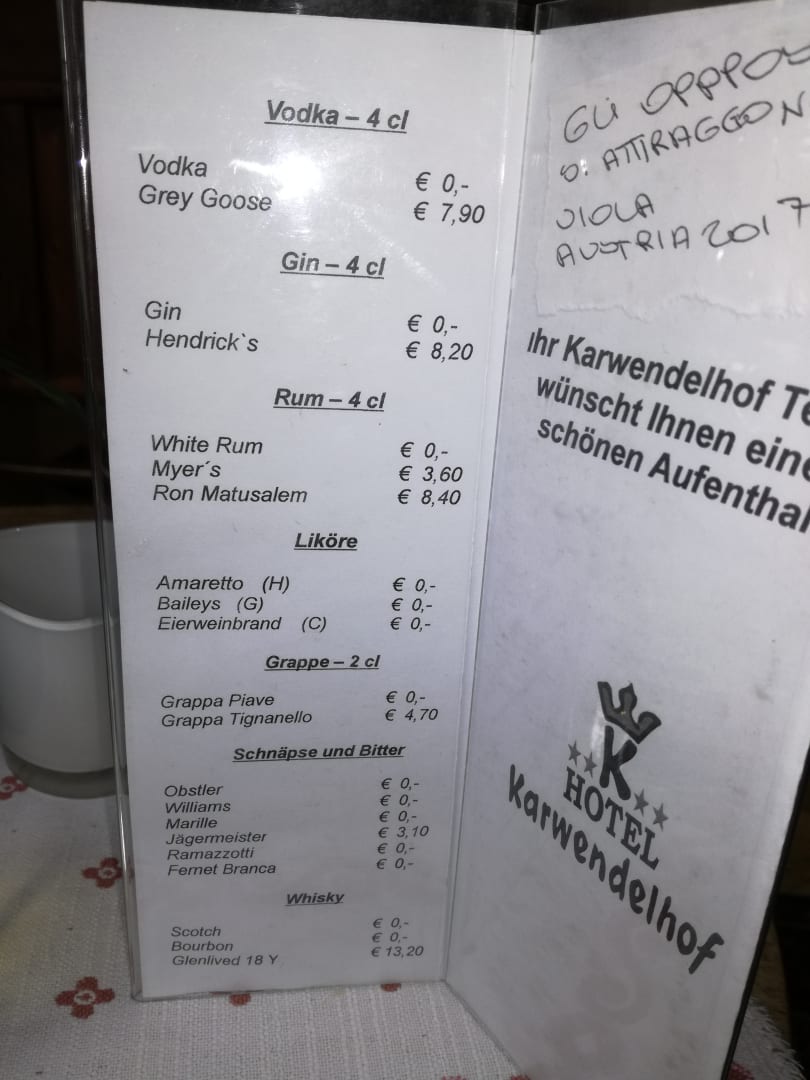 Vodka – 4 cl
Vodka € 0,-
Grey Goose € 7,90
Gin – 4 cl
Gin € 0,-
Hendrick`s € 8,20
Rum – 4 cl
White Rum € 0,-
Myer´s € 3,60
Ron Matusalem € 8,40
Liköre
Amaretto (H) € 0,-
Baileys (G) € 0,-
Eierweinbrand (C) € 0,-
Grappe – 2 cl
Grappa Piave € 0,-
Grappa Tignanello € 4,70
Schnäpse und Bitter
Obstler € 0,-
Williams € 0,-
Marille € 0,-
Jägermeister € 3,10
Ramazzotti € 0,-
Fernet Branca € 0,-
Whisky
Scotch € 0,-
Bourbon € 0,-
Glenlived 18 Y € 13,20
GLI
ATTRAGGON
VIOLA
AUSTRIA 2017
Ihr Karwendelhof Te
wünscht Ihnen eine
schönen Aufenthal
K
HOTEL
Karwendelhof